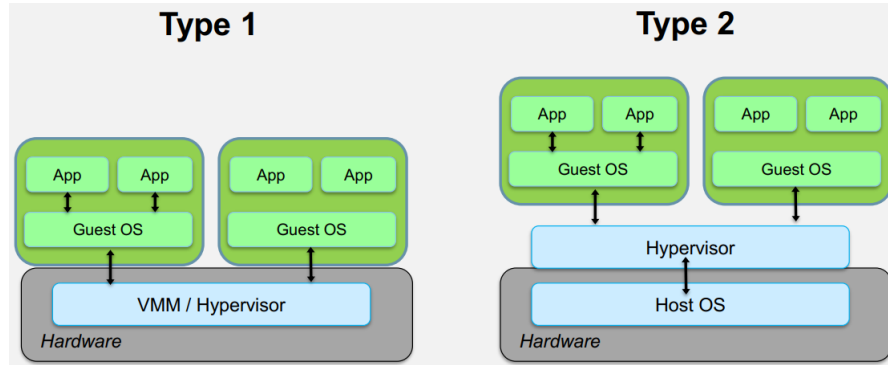 Type 1
App App
Guest OS
App App
Guest OS
VMM / Hypervisor
Hardware
Type 2
App App
Guest OS
App App
Guest OS
Hypervisor
Host OS
Hardware